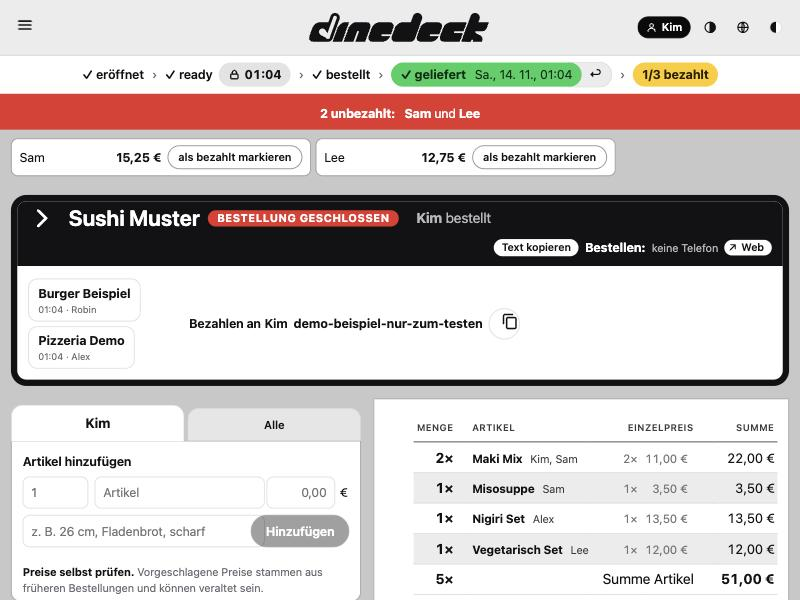 dinedeck
Kim
eröffnet › ready 01:04 › bestellt › geliefert Sa., 14. 11., 01:04 › 1/3 bezahlt
2 unbezahlt: Sam und Lee
Sam 15,25 € als bezahlt markieren
Lee 12,75 € als bezahlt markieren
Sushi Muster BESTELLUNG GESCHLOSSEN Kim bestellt
Text kopieren Bestellen: keine Telefon Web
Burger Beispiel
01:04 · Robin
Pizzeria Demo
01:04 · Alex
Bezahlen an Kim demo-beispiel-nur-zum-testen
Kim Alle
Artikel hinzufügen
1 Artikel 0,00 €
z. B. 26 cm, Fladenbrot, scharf Hinzufügen
Preise selbst prüfen. Vorgeschlagene Preise stammen aus
früheren Bestellungen und können veraltet sein.
MENGE ARTIKEL EINZELPREIS SUMME
2× Maki Mix Kim, Sam 2× 11,00 € 22,00 €
1× Misosuppe Sam 1× 3,50 € 3,50 €
1× Nigiri Set Alex 1× 13,50 € 13,50 €
1× Vegetarisch Set Lee 1× 12,00 € 12,00 €
5× Summe Artikel 51,00 €